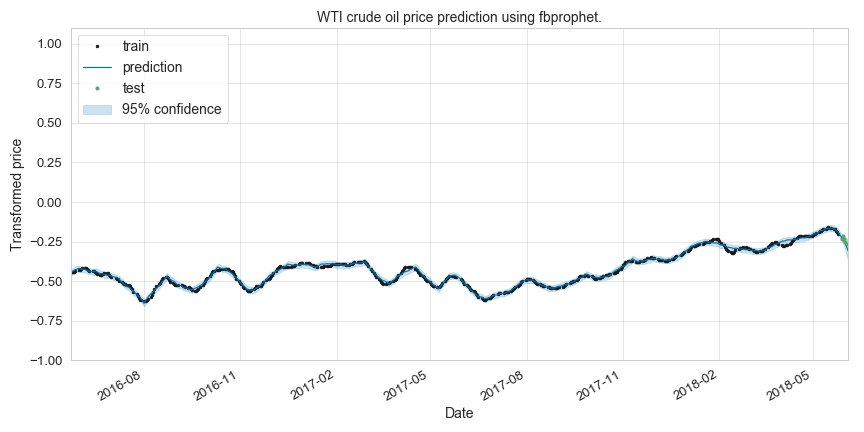 WTI crude oil price prediction using fbprophet.
train
prediction
test
95% confidence
Transformed price
1.00
0.75
0.50
0.25
0.00
−0.25
−0.50
−0.75
−1.00
2016-08
2016-11
2017-02
2017-05
2017-08
2017-11
2018-02
2018-05
Date